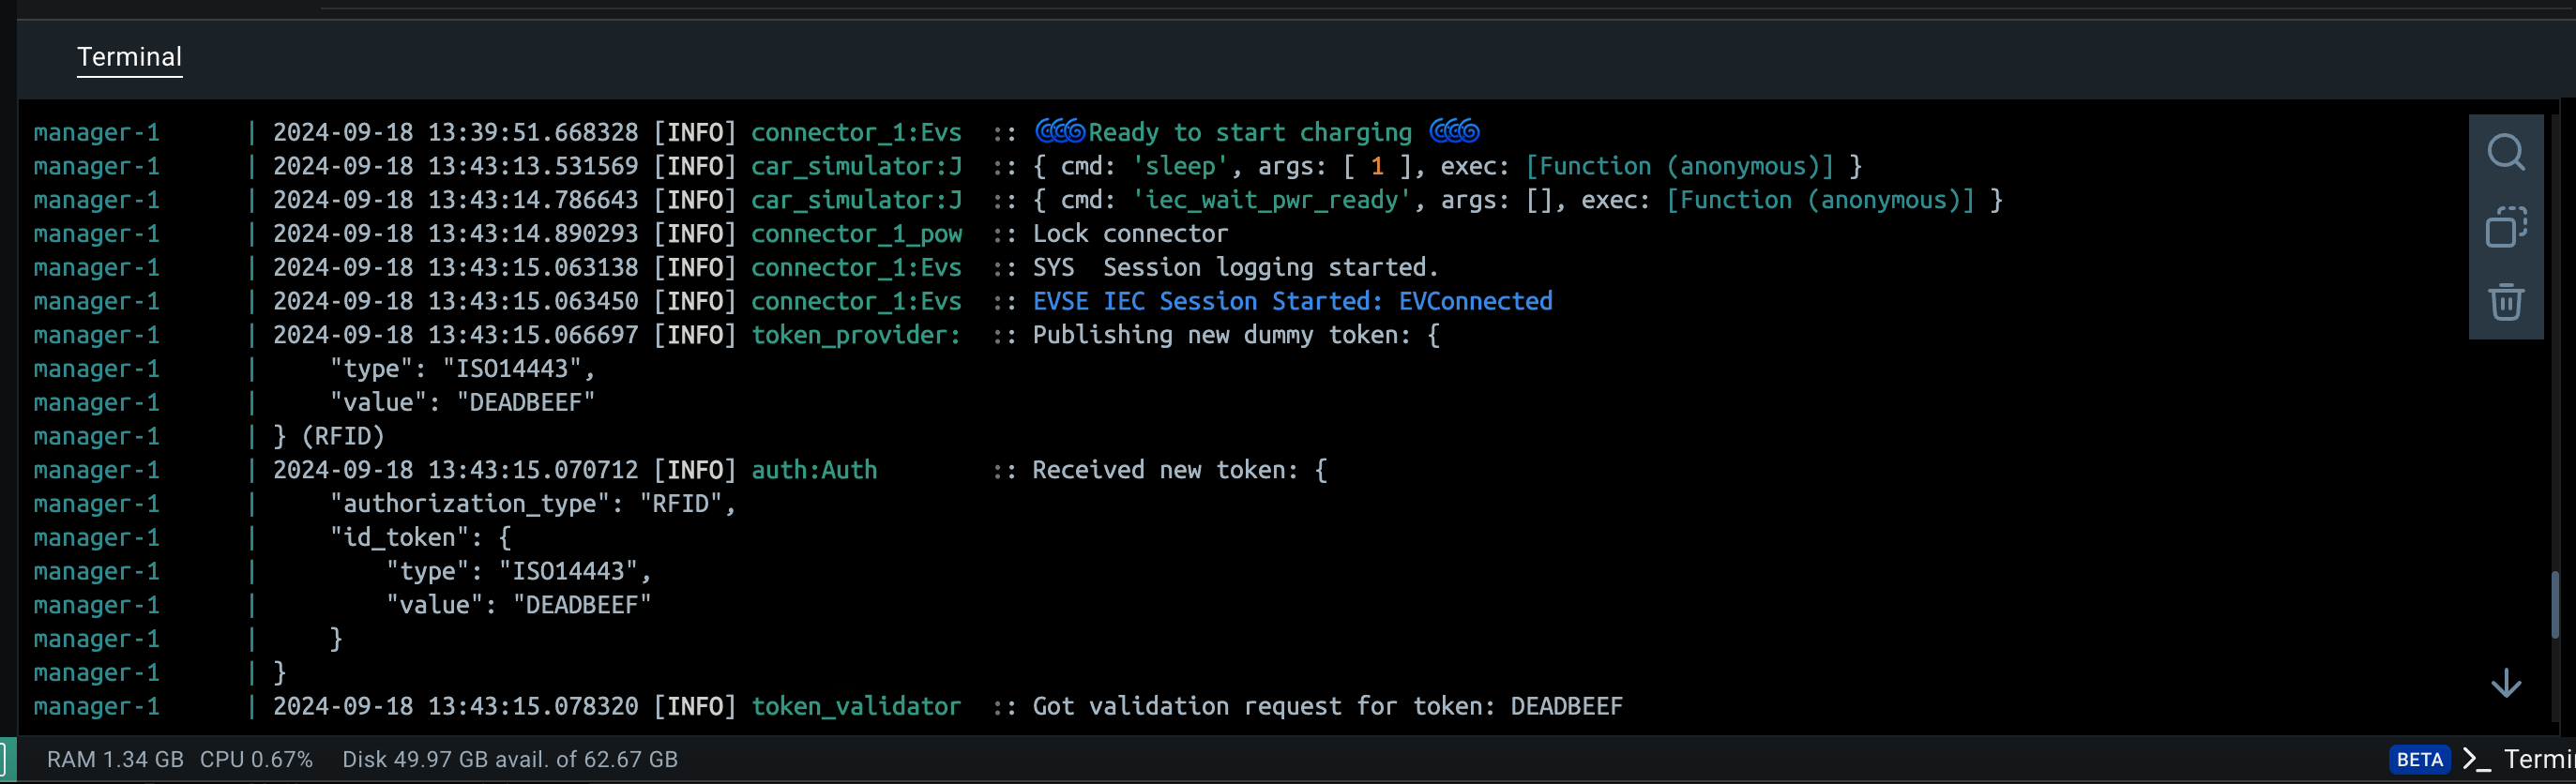 Terminal
manager-1 | 2024-09-18 13:39:51.668328 [INFO] connector_1:Evs :: 🌀🌀🌀Ready to start charging 🌀🌀🌀
manager-1 | 2024-09-18 13:43:13.531569 [INFO] car_simulator:J :: { cmd: 'sleep', args: [ 1 ], exec: [Function (anonymous)] }
manager-1 | 2024-09-18 13:43:14.786643 [INFO] car_simulator:J :: { cmd: 'iec_wait_pwr_ready', args: [], exec: [Function (anonymous)] }
manager-1 | 2024-09-18 13:43:14.890293 [INFO] connector_1_pow :: Lock connector
manager-1 | 2024-09-18 13:43:15.063138 [INFO] connector_1:Evs :: SYS  Session logging started.
manager-1 | 2024-09-18 13:43:15.063450 [INFO] connector_1:Evs :: EVSE IEC Session Started: EVConnected
manager-1 | 2024-09-18 13:43:15.066697 [INFO] token_provider: :: Publishing new dummy token: {
manager-1 |     "type": "ISO14443",
manager-1 |     "value": "DEADBEEF"
manager-1 | } (RFID)
manager-1 | 2024-09-18 13:43:15.070712 [INFO] auth:Auth :: Received new token: {
manager-1 |     "authorization_type": "RFID",
manager-1 |     "id_token": {
manager-1 |         "type": "ISO14443",
manager-1 |         "value": "DEADBEEF"
manager-1 |     }
manager-1 | }
manager-1 | 2024-09-18 13:43:15.078320 [INFO] token_validator :: Got validation request for token: DEADBEEF
RAM 1.34 GB CPU 0.67% Disk 49.97 GB avail. of 62.67 GB BETA >_ Termi